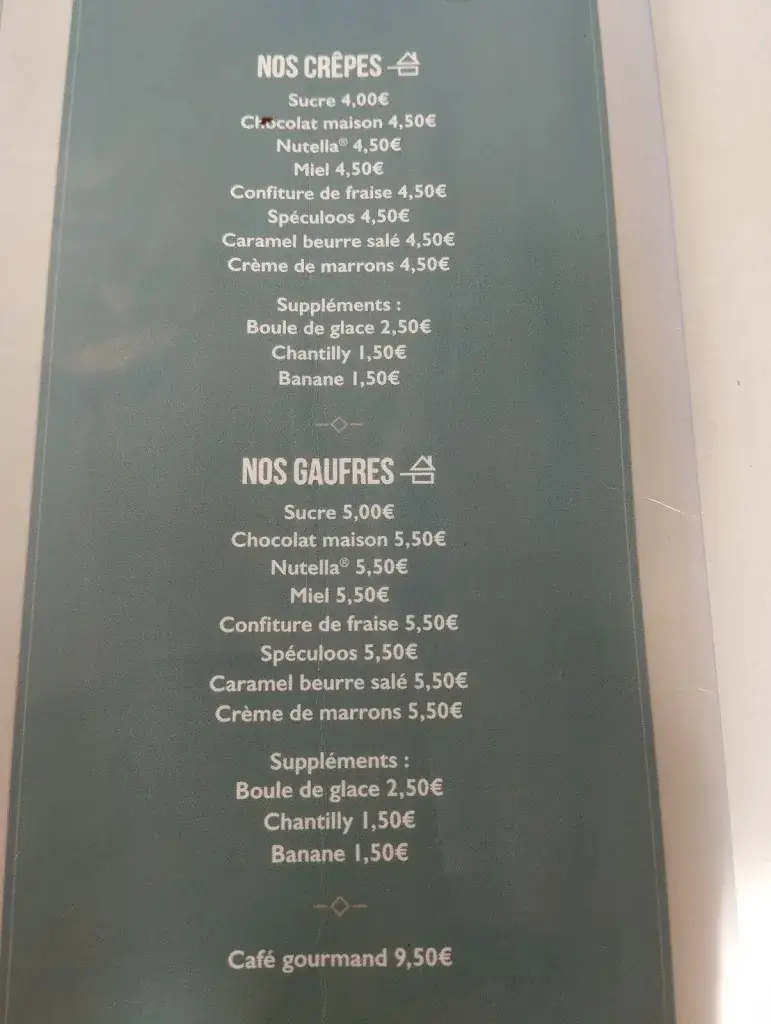 NOS CRÊPES
Sucre 4,00€
Chocolat maison 4,50€
Nutella® 4,50€
Miel 4,50€
Confiture de fraise 4,50€
Spéculoos 4,50€
Caramel beurre salé 4,50€
Crème de marrons 4,50€
Suppléments :
Boule de glace 2,50€
Chantilly 1,50€
Banane 1,50€
NOS GAUFRES
Sucre 5,00€
Chocolat maison 5,50€
Nutella® 5,50€
Miel 5,50€
Confiture de fraise 5,50€
Spéculoos 5,50€
Caramel beurre salé 5,50€
Crème de marrons 5,50€
Suppléments :
Boule de glace 2,50€
Chantilly 1,50€
Banane 1,50€
Café gourmand 9,50€